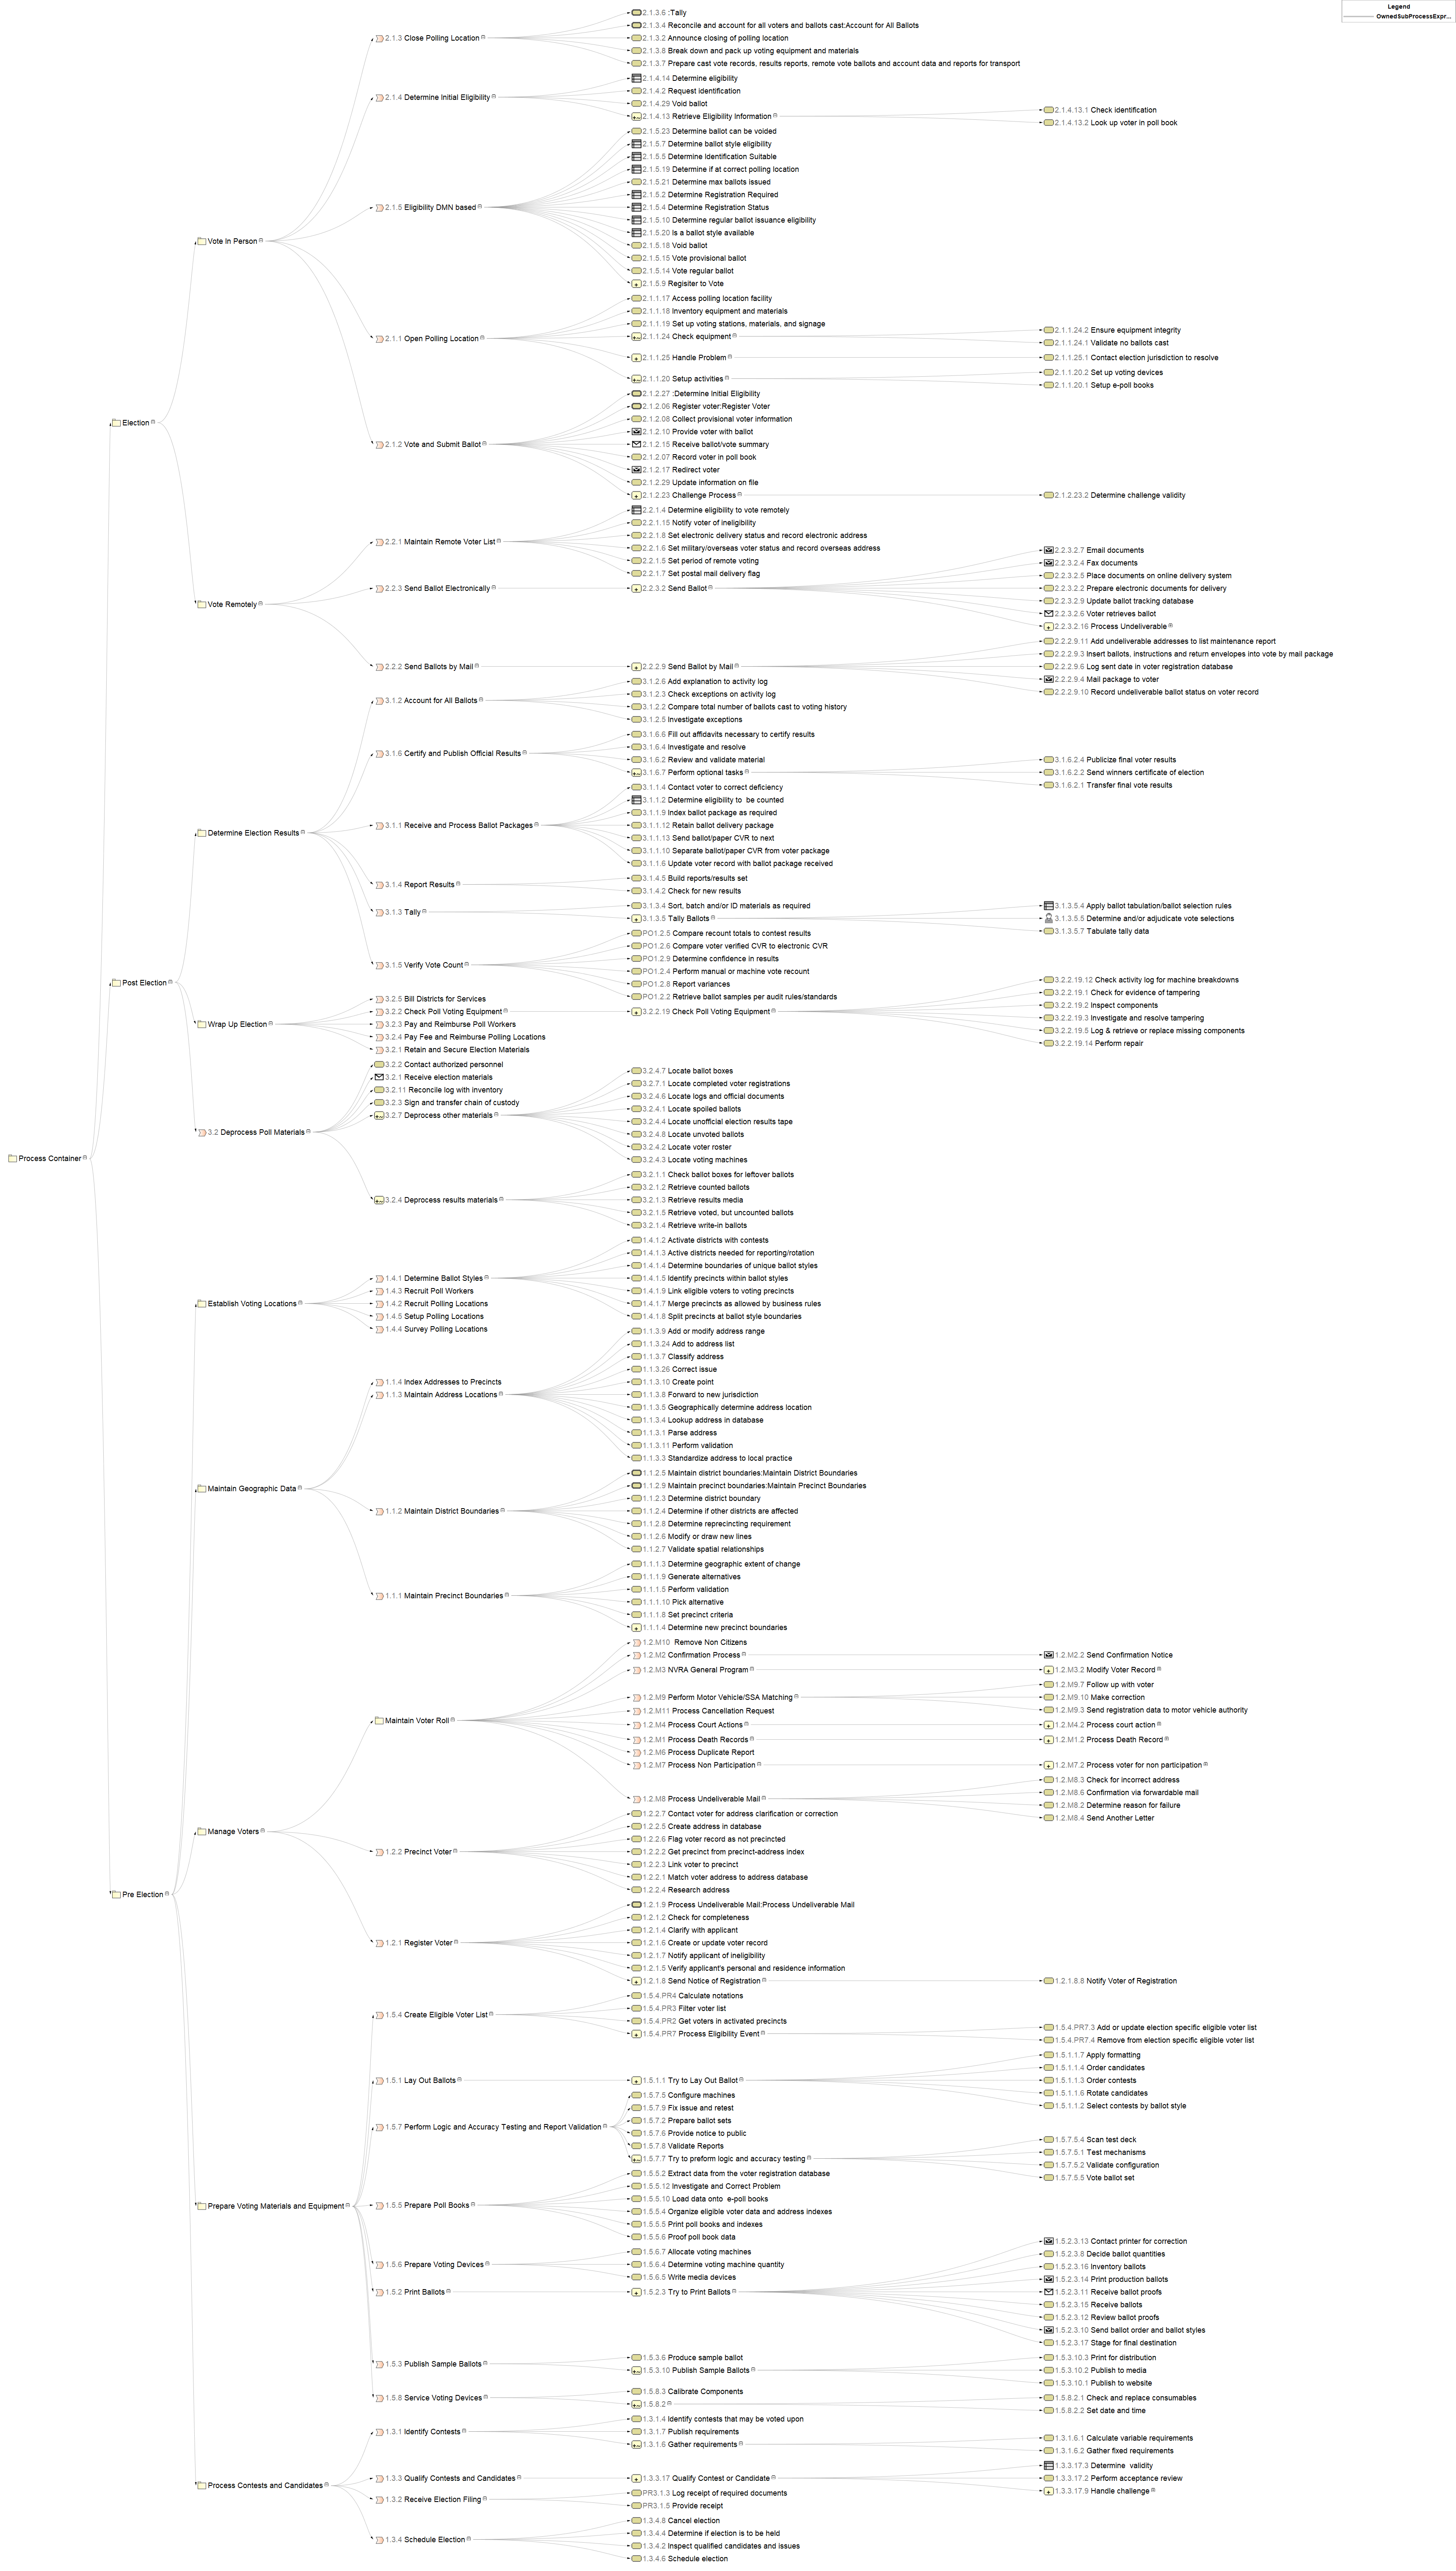 Legend
OwnedSubProcessExpr...
2.1.3.6 :Tally
2.1.3.4 Reconcile and account for all voters and ballots cast:Account for All Ballots
2.1.3 Close Polling Location
2.1.3.2 Announce closing of polling location
2.1.3.8 Break down and pack up voting equipment and materials
2.1.3.7 Prepare cast vote records, results reports, remote vote ballots and account data and reports for transport
2.1.4.14 Determine eligibility
2.1.4.2 Request identification
2.1.4 Determine Initial Eligibility
2.1.4.29 Void ballot
2.1.4.13 Retrieve Eligibility Information
2.1.4.13.1 Check identification
2.1.4.13.2 Look up voter in poll book
2.1.5.23 Determine ballot can be voided
2.1.5.7 Determine ballot style eligibility
2.1.5.5 Determine Identification Suitable
2.1.5.19 Determine if at correct polling location
2.1.5.21 Determine max ballots issued
2.1.5.2 Determine Registration Required
2.1.5 Eligibility DMN based
2.1.5.4 Determine Registration Status
2.1.5.10 Determine regular ballot issuance eligibility
2.1.5.20 Is a ballot style available
Vote In Person
2.1.5.18 Void ballot
2.1.5.15 Vote provisional ballot
2.1.5.14 Vote regular ballot
2.1.5.9 Regisiter to Vote
2.1.1.17 Access polling location facility
2.1.1.18 Inventory equipment and materials
2.1.1.19 Set up voting stations, materials, and signage
2.1.1 Open Polling Location
2.1.1.24 Check equipment
2.1.1.24.2 Ensure equipment integrity
2.1.1.24.1 Validate no ballots cast
2.1.1.25 Handle Problem
2.1.1.25.1 Contact election jurisdiction to resolve
2.1.1.20 Setup activities
2.1.1.20.2 Set up voting devices
2.1.1.20.1 Setup e-poll books
2.1.2.27 :Determine Initial Eligibility
2.1.2.06 Register voter:Register Voter
2.1.2.08 Collect provisional voter information
Election
2.1.2.10 Provide voter with ballot
2.1.2 Vote and Submit Ballot
2.1.2.15 Receive ballot/vote summary
2.1.2.07 Record voter in poll book
2.1.2.17 Redirect voter
2.1.2.29 Update information on file
2.1.2.23 Challenge Process
2.1.2.23.2 Determine challenge validity
2.2.1.4 Determine eligibility to vote remotely
2.2.1.15 Notify voter of ineligibility
2.2.1.8 Set electronic delivery status and record electronic address
2.2.1 Maintain Remote Voter List
2.2.1.6 Set military/overseas voter status and record overseas address
2.2.1.5 Set period of remote voting
2.2.1.7 Set postal mail delivery flag
2.2.3.2.7 Email documents
2.2.3.2.4 Fax documents
2.2.3.2.5 Place documents on online delivery system
2.2.3 Send Ballot Electronically
2.2.3.2 Send Ballot
2.2.3.2.2 Prepare electronic documents for delivery
Vote Remotely
2.2.3.2.9 Update ballot tracking database
2.2.3.2.6 Voter retrieves ballot
2.2.3.2.16 Process Undeliverable
2.2.2.9.11 Add undeliverable addresses to list maintenance report
2.2.2.9.3 Insert ballots, instructions and return envelopes into vote by mail package
2.2.2 Send Ballots by Mail
2.2.2.9 Send Ballot by Mail
2.2.2.9.6 Log sent date in voter registration database
2.2.2.9.4 Mail package to voter
2.2.2.9.10 Record undeliverable ballot status on voter record
3.1.2.6 Add explanation to activity log
3.1.2.3 Check exceptions on activity log
3.1.2 Account for All Ballots
3.1.2.2 Compare total number of ballots cast to voting history
3.1.2.5 Investigate exceptions
3.1.6.6 Fill out affidavits necessary to certify results
3.1.6.4 Investigate and resolve
3.1.6 Certify and Publish Official Results
3.1.6.2 Review and validate material
3.1.6.7 Perform optional tasks
3.1.6.2.4 Publicize final voter results
3.1.6.2.2 Send winners certificate of election
3.1.6.2.1 Transfer final vote results
3.1.1.4 Contact voter to correct deficiency
3.1.1.2 Determine eligibility to  be counted
3.1.1.9 Index ballot package as required
3.1.1 Receive and Process Ballot Packages
3.1.1.12 Retain ballot delivery package
Determine Election Results
3.1.1.13 Send ballot/paper CVR to next
3.1.1.10 Separate ballot/paper CVR from voter package
3.1.1.6 Update voter record with ballot package received
3.1.4 Report Results
3.1.4.5 Build reports/results set
3.1.4.2 Check for new results
3.1.3 Tally
3.1.3.4 Sort, batch and/or ID materials as required
3.1.3.5 Tally Ballots
3.1.3.5.4 Apply ballot tabulation/ballot selection rules
3.1.3.5.5 Determine and/or adjudicate vote selections
3.1.3.5.7 Tabulate tally data
PO1.2.5 Compare recount totals to contest results
PO1.2.6 Compare voter verified CVR to electronic CVR
PO1.2.9 Determine confidence in results
3.1.5 Verify Vote Count
PO1.2.4 Perform manual or machine vote recount
PO1.2.8 Report variances
PO1.2.2 Retrieve ballot samples per audit rules/standards
Post Election
3.2.5 Bill Districts for Services
3.2.2 Check Poll Voting Equipment
3.2.2.19 Check Poll Voting Equipment
3.2.2.19.12 Check activity log for machine breakdowns
3.2.2.19.1 Check for evidence of tampering
3.2.2.19.2 Inspect components
3.2.2.19.3 Investigate and resolve tampering
3.2.2.19.5 Log & retrieve or replace missing components
3.2.2.19.14 Perform repair
Wrap Up Election
3.2.3 Pay and Reimburse Poll Workers
3.2.4 Pay Fee and Reimburse Polling Locations
3.2.1 Retain and Secure Election Materials
3.2.2 Contact authorized personnel
3.2.1 Receive election materials
3.2.11 Reconcile log with inventory
3.2.3 Sign and transfer chain of custody
3.2.7 Deprocess other materials
3.2.4.7 Locate ballot boxes
3.2.7.1 Locate completed voter registrations
3.2.4.6 Locate logs and official documents
3.2.4.1 Locate spoiled ballots
3.2.4.4 Locate unofficial election results tape
3.2.4.8 Locate unvoted ballots
3.2.4.2 Locate voter roster
3.2.4.3 Locate voting machines
3.2 Deprocess Poll Materials
Process Container
3.2.4 Deprocess results materials
3.2.1.1 Check ballot boxes for leftover ballots
3.2.1.2 Retrieve counted ballots
3.2.1.3 Retrieve results media
3.2.1.5 Retrieve voted, but uncounted ballots
3.2.1.4 Retrieve write-in ballots
1.4.1.2 Activate districts with contests
1.4.1.3 Active districts needed for reporting/rotation
1.4.1.4 Determine boundaries of unique ballot styles
1.4.1 Determine Ballot Styles
1.4.1.5 Identify precincts within ballot styles
1.4.3 Recruit Poll Workers
1.4.1.9 Link eligible voters to voting precincts
Establish Voting Locations
1.4.2 Recruit Polling Locations
1.4.1.7 Merge precincts as allowed by business rules
1.4.5 Setup Polling Locations
1.4.1.8 Split precincts at ballot style boundaries
1.4.4 Survey Polling Locations
1.1.3.9 Add or modify address range
1.1.3.24 Add to address list
1.1.3.7 Classify address
1.1.3.26 Correct issue
1.1.4 Index Addresses to Precincts
1.1.3.10 Create point
1.1.3 Maintain Address Locations
1.1.3.8 Forward to new jurisdiction
1.1.3.5 Geographically determine address location
1.1.3.4 Lookup address in database
1.1.3.1 Parse address
1.1.3.11 Perform validation
1.1.3.3 Standardize address to local practice
1.1.2.5 Maintain district boundaries:Maintain District Boundaries
1.1.2.9 Maintain precinct boundaries:Maintain Precinct Boundaries
Maintain Geographic Data
1.1.2.3 Determine district boundary
1.1.2 Maintain District Boundaries
1.1.2.4 Determine if other districts are affected
1.1.2.8 Determine reprecincting requirement
1.1.2.6 Modify or draw new lines
1.1.2.7 Validate spatial relationships
1.1.1.3 Determine geographic extent of change
1.1.1.9 Generate alternatives
1.1.1.5 Perform validation
1.1.1 Maintain Precinct Boundaries
1.1.1.10 Pick alternative
1.1.1.8 Set precinct criteria
1.1.1.4 Determine new precinct boundaries
1.2.M10  Remove Non Citizens
1.2.M2 Confirmation Process
1.2.M2.2 Send Confirmation Notice
1.2.M3 NVRA General Program
1.2.M3.2 Modify Voter Record
1.2.M9 Perform Motor Vehicle/SSA Matching
1.2.M9.7 Follow up with voter
1.2.M9.10 Make correction
1.2.M9.3 Send registration data to motor vehicle authority
1.2.M11 Process Cancellation Request
Maintain Voter Roll
1.2.M4 Process Court Actions
1.2.M4.2 Process court action
1.2.M1 Process Death Records
1.2.M1.2 Process Death Record
1.2.M6 Process Duplicate Report
1.2.M7 Process Non Participation
1.2.M7.2 Process voter for non participation
1.2.M8 Process Undeliverable Mail
1.2.M8.3 Check for incorrect address
1.2.M8.6 Confirmation via forwardable mail
1.2.M8.2 Determine reason for failure
1.2.M8.4 Send Another Letter
Manage Voters
1.2.2.7 Contact voter for address clarification or correction
1.2.2.5 Create address in database
1.2.2.6 Flag voter record as not precincted
1.2.2 Precinct Voter
1.2.2.2 Get precinct from precinct-address index
1.2.2.3 Link voter to precinct
1.2.2.1 Match voter address to address database
1.2.2.4 Research address
Pre Election
1.2.1.9 Process Undeliverable Mail:Process Undeliverable Mail
1.2.1.2 Check for completeness
1.2.1.4 Clarify with applicant
1.2.1 Register Voter
1.2.1.6 Create or update voter record
1.2.1.7 Notify applicant of ineligibility
1.2.1.5 Verify applicant's personal and residence information
1.2.1.8 Send Notice of Registration
1.2.1.8.8 Notify Voter of Registration
1.5.4.PR4 Calculate notations
1.5.4.PR3 Filter voter list
1.5.4 Create Eligible Voter List
1.5.4.PR2 Get voters in activated precincts
1.5.4.PR7 Process Eligibility Event
1.5.4.PR7.3 Add or update election specific eligible voter list
1.5.4.PR7.4 Remove from election specific eligible voter list
1.5.1 Lay Out Ballots
1.5.1.1 Try to Lay Out Ballot
1.5.1.1.7 Apply formatting
1.5.1.1.4 Order candidates
1.5.1.1.3 Order contests
1.5.1.1.6 Rotate candidates
1.5.1.1.2 Select contests by ballot style
1.5.7.5 Configure machines
1.5.7.9 Fix issue and retest
1.5.7.2 Prepare ballot sets
1.5.7 Perform Logic and Accuracy Testing and Report Validation
1.5.7.6 Provide notice to public
1.5.7.8 Validate Reports
1.5.7.7 Try to preform logic and accuracy testing
1.5.7.5.4 Scan test deck
1.5.7.5.1 Test mechanisms
1.5.7.5.2 Validate configuration
1.5.7.5.5 Vote ballot set
1.5.5.2 Extract data from the voter registration database
1.5.5.12 Investigate and Correct Problem
1.5.5.10 Load data onto  e-poll books
Prepare Voting Materials and Equipment
1.5.5 Prepare Poll Books
1.5.5.4 Organize eligible voter data and address indexes
1.5.5.5 Print poll books and indexes
1.5.5.6 Proof poll book data
1.5.6.7 Allocate voting machines
1.5.6 Prepare Voting Devices
1.5.6.4 Determine voting machine quantity
1.5.6.5 Write media devices
1.5.2 Print Ballots
1.5.2.3 Try to Print Ballots
1.5.2.3.13 Contact printer for correction
1.5.2.3.8 Decide ballot quantities
1.5.2.3.16 Inventory ballots
1.5.2.3.14 Print production ballots
1.5.2.3.11 Receive ballot proofs
1.5.2.3.15 Receive ballots
1.5.2.3.12 Review ballot proofs
1.5.2.3.10 Send ballot order and ballot styles
1.5.2.3.17 Stage for final destination
1.5.3 Publish Sample Ballots
1.5.3.6 Produce sample ballot
1.5.3.10 Publish Sample Ballots
1.5.3.10.3 Print for distribution
1.5.3.10.2 Publish to media
1.5.3.10.1 Publish to website
1.5.8 Service Voting Devices
1.5.8.3 Calibrate Components
1.5.8.2
1.5.8.2.1 Check and replace consumables
1.5.8.2.2 Set date and time
1.3.1 Identify Contests
1.3.1.4 Identify contests that may be voted upon
1.3.1.7 Publish requirements
1.3.1.6 Gather requirements
1.3.1.6.1 Calculate variable requirements
1.3.1.6.2 Gather fixed requirements
Process Contests and Candidates
1.3.3 Qualify Contests and Candidates
1.3.3.17 Qualify Contest or Candidate
1.3.3.17.3 Determine  validity
1.3.3.17.2 Perform acceptance review
1.3.3.17.9 Handle challenge
1.3.2 Receive Election Filing
PR3.1.3 Log receipt of required documents
PR3.1.5 Provide receipt
1.3.4 Schedule Election
1.3.4.8 Cancel election
1.3.4.4 Determine if election is to be held
1.3.4.2 Inspect qualified candidates and issues
1.3.4.6 Schedule election